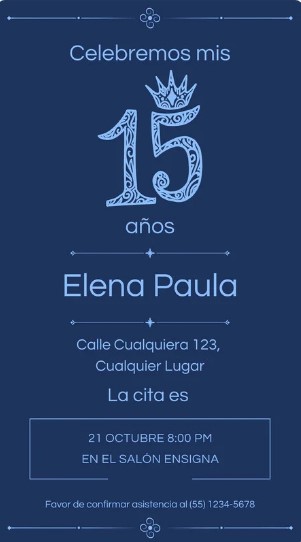 Celebremos mis
15
años
Elena Paula
Calle Cualquiera 123,
Cualquier Lugar
La cita es
21 OCTUBRE 8:00 PM
EN EL SALÓN ENSIGNA
Favor de confirmar asistencia al (55) 1234-5678